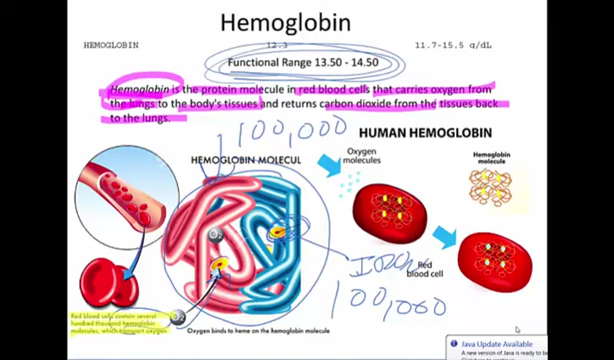 Hemoglobin
HEMOGLOBIN 12.3 11.7-15.5 g/dL
Functional Range 13.50 - 14.50
Hemoglobin is the protein molecule in red blood cells that carries oxygen from
the lungs to the body's tissues and returns carbon dioxide from the tissues back
to the lungs.
100,000
HEMOGLOBIN MOLECUL
HUMAN HEMOGLOBIN
Oxygen
molecules
Hemoglobin
molecule
O2
IRON
Red
blood cell
100,000
Red blood cells contain several
hundred thousand hemoglobin
molecules, which transport oxygen
O2
Oxygen binds to heme on the hemoglobin molecule
Java Update Available
A new version of Java is ready to be